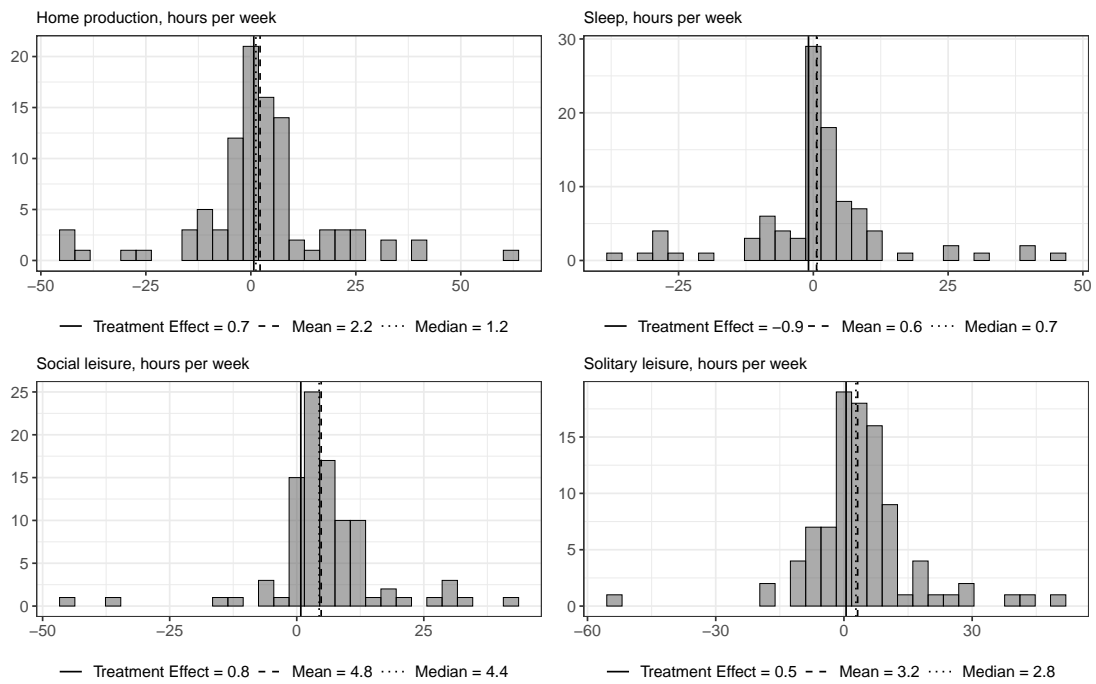 Home production, hours per week
20
15
10
5
0
−50 −25 0 25 50
Treatment Effect = 0.7 Mean = 2.2 Median = 1.2
Sleep, hours per week
30
20
10
0
−25 0 25 50
Treatment Effect = −0.9 Mean = 0.6 Median = 0.7
Social leisure, hours per week
25
20
15
10
5
0
−50 −25 0 25
Treatment Effect = 0.8 Mean = 4.8 Median = 4.4
Solitary leisure, hours per week
15
10
5
0
−60 −30 0 30
Treatment Effect = 0.5 Mean = 3.2 Median = 2.8